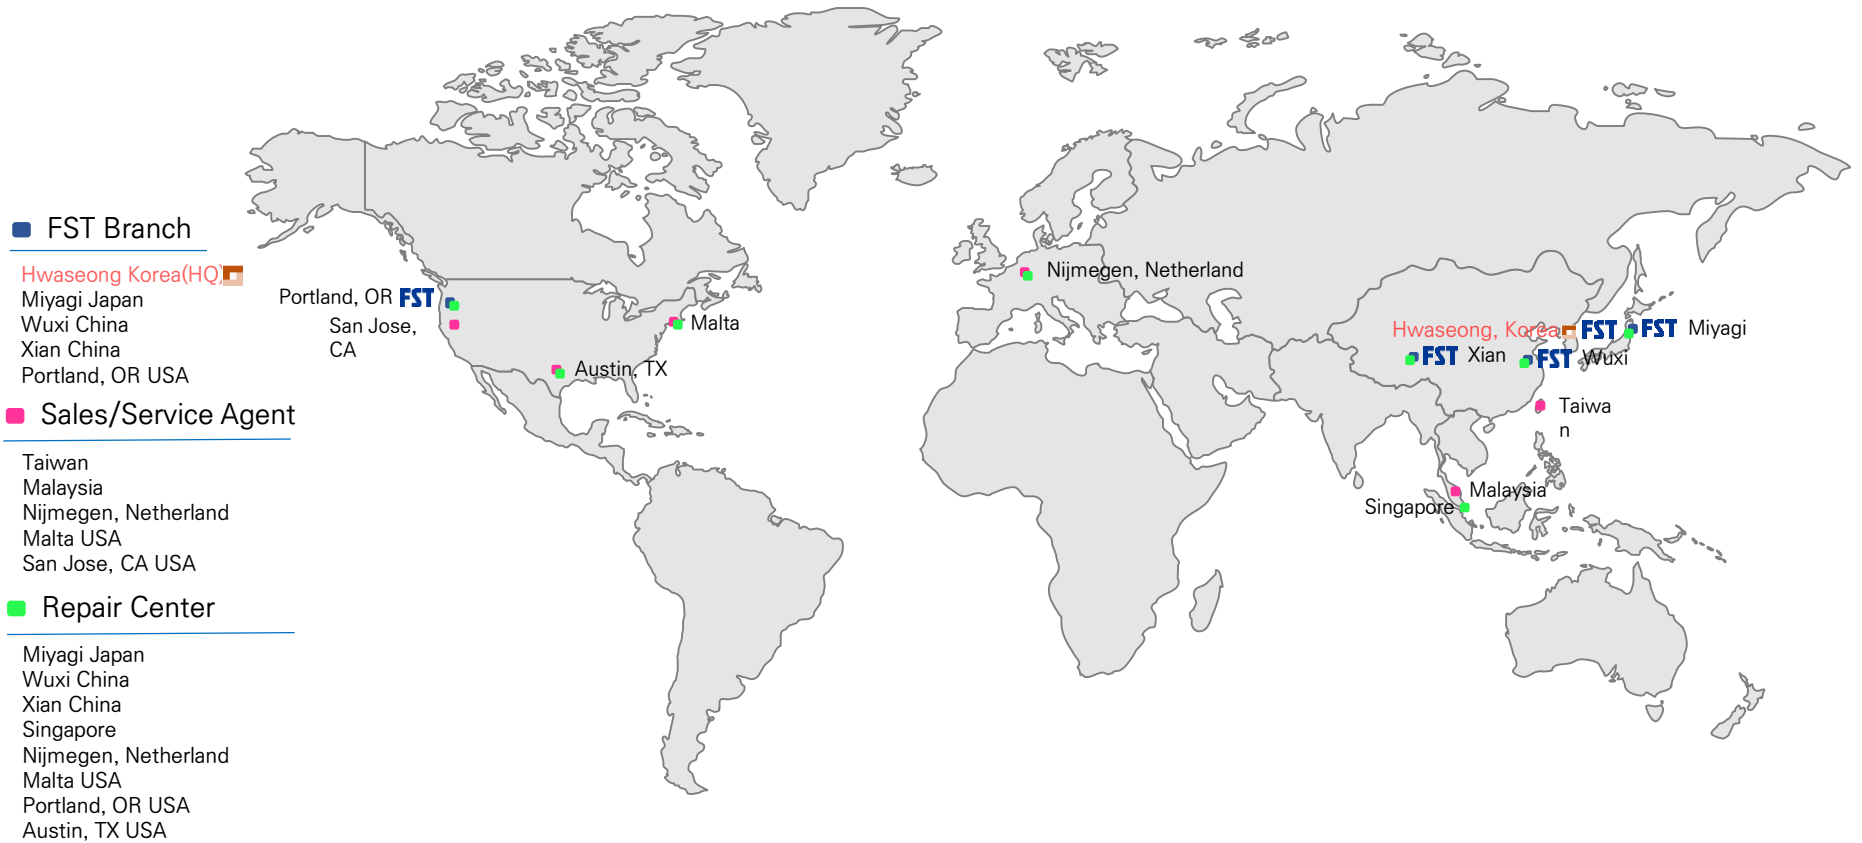 FST Branch
Hwaseong Korea(HQ)
Miyagi Japan
Wuxi China
Xian China
Portland, OR USA
Sales/Service Agent
Taiwan
Malaysia
Nijmegen, Netherland
Malta USA
San Jose, CA USA
Repair Center
Miyagi Japan
Wuxi China
Xian China
Singapore
Nijmegen, Netherland
Malta USA
Portland, OR USA
Austin, TX USA
Portland, OR FST
San Jose,
CA
Malta
Austin, TX
Nijmegen, Netherland
Hwaseong, Korea FST
FST Miyagi
FST Xian
FST Wuxi
Taiwa
n
Malaysia
Singapore